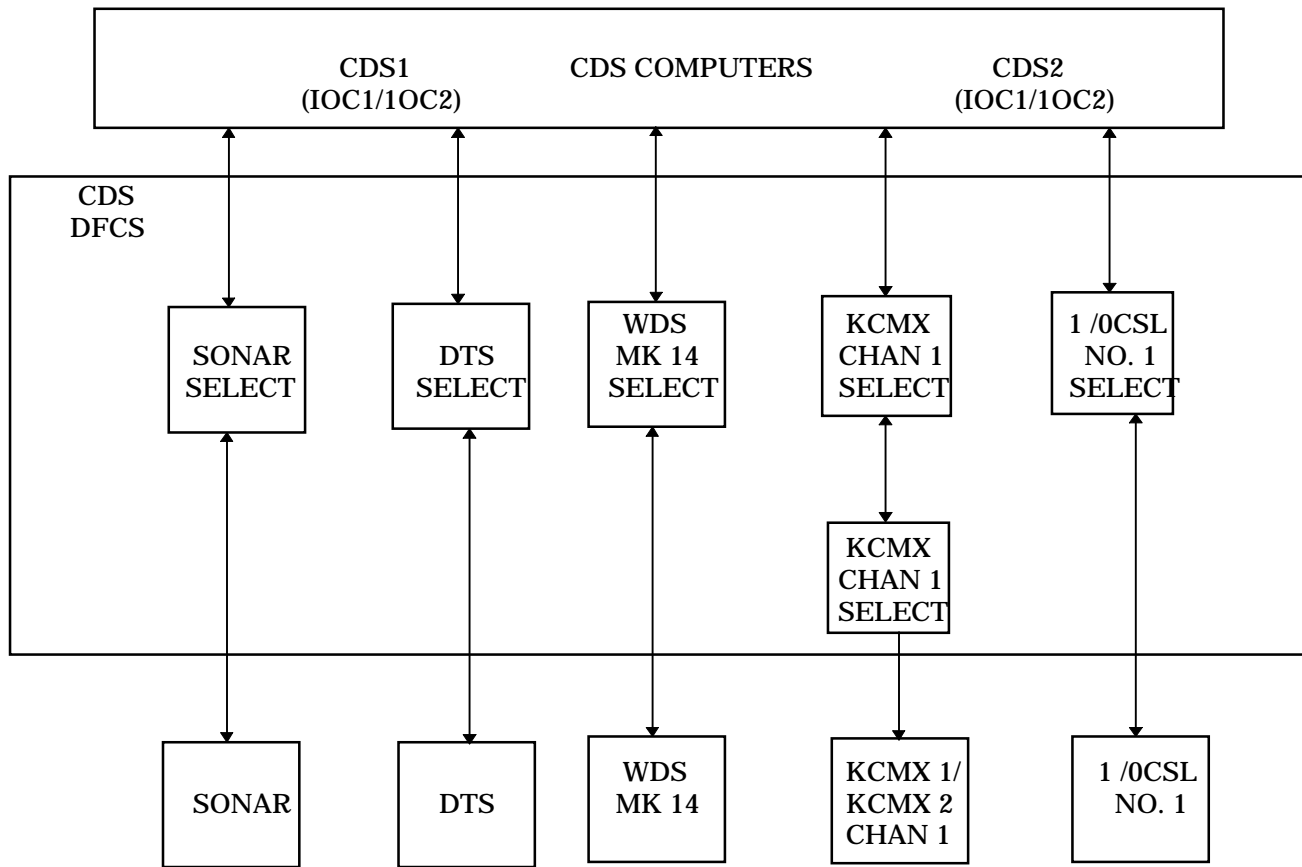 CDS1
(IOC1/1OC2)
CDS COMPUTERS
CDS2
(IOC1/1OC2)
CDS
DFCS
SONAR
SELECT
DTS
SELECT
WDS
MK 14
SELECT
KCMX
CHAN 1
SELECT
1 /0CSL
NO. 1
SELECT
KCMX
CHAN 1
SELECT
SONAR
DTS
WDS
MK 14
KCMX 1/
KCMX 2
CHAN 1
1 /0CSL
NO. 1